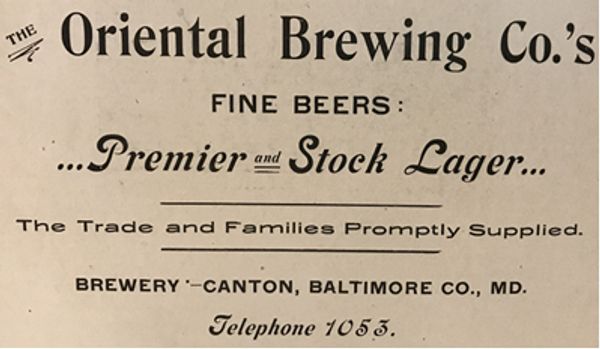 THE Oriental Brewing Co.'s
FINE BEERS:
...Premier and Stock Lager...
The Trade and Families Promptly Supplied.
BREWERY—CANTON, BALTIMORE CO., MD.
Telephone 1053.